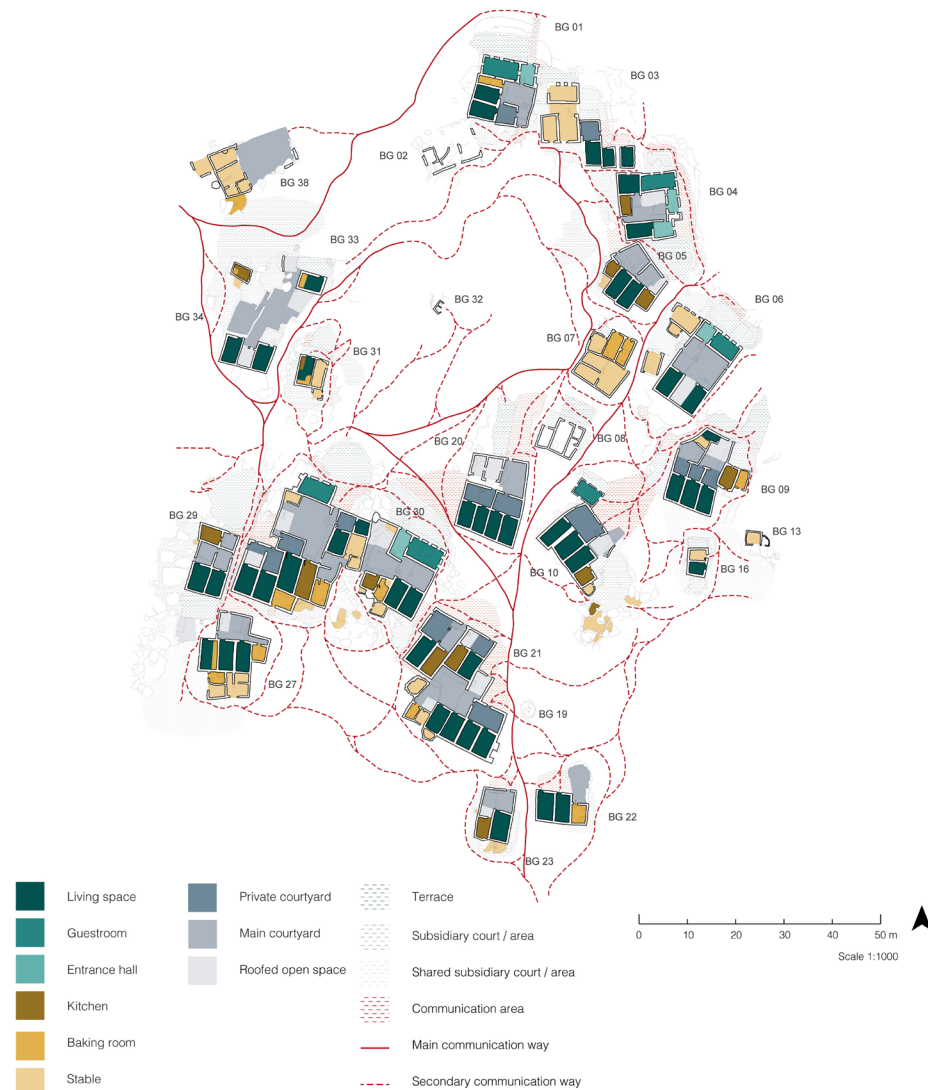 BG 01
BG 03
BG 02
BG 38
BG 04
BG 33
BG 05
BG 32
BG 06
BG 34
BG 07
BG 31
BG 20
BG 08
BG 09
BG 29
BG 30
BG 13
BG 10
BG 16
BG 21
BG 27
BG 19
BG 22
BG 23
Living space
Guestroom
Entrance hall
Kitchen
Baking room
Stable
Private courtyard
Main courtyard
Roofed open space
Terrace
Subsidiary court / area
Shared subsidiary court / area
Communication area
Main communication way
Secondary communication way
0 10 20 30 40 50 m
Scale 1:1000